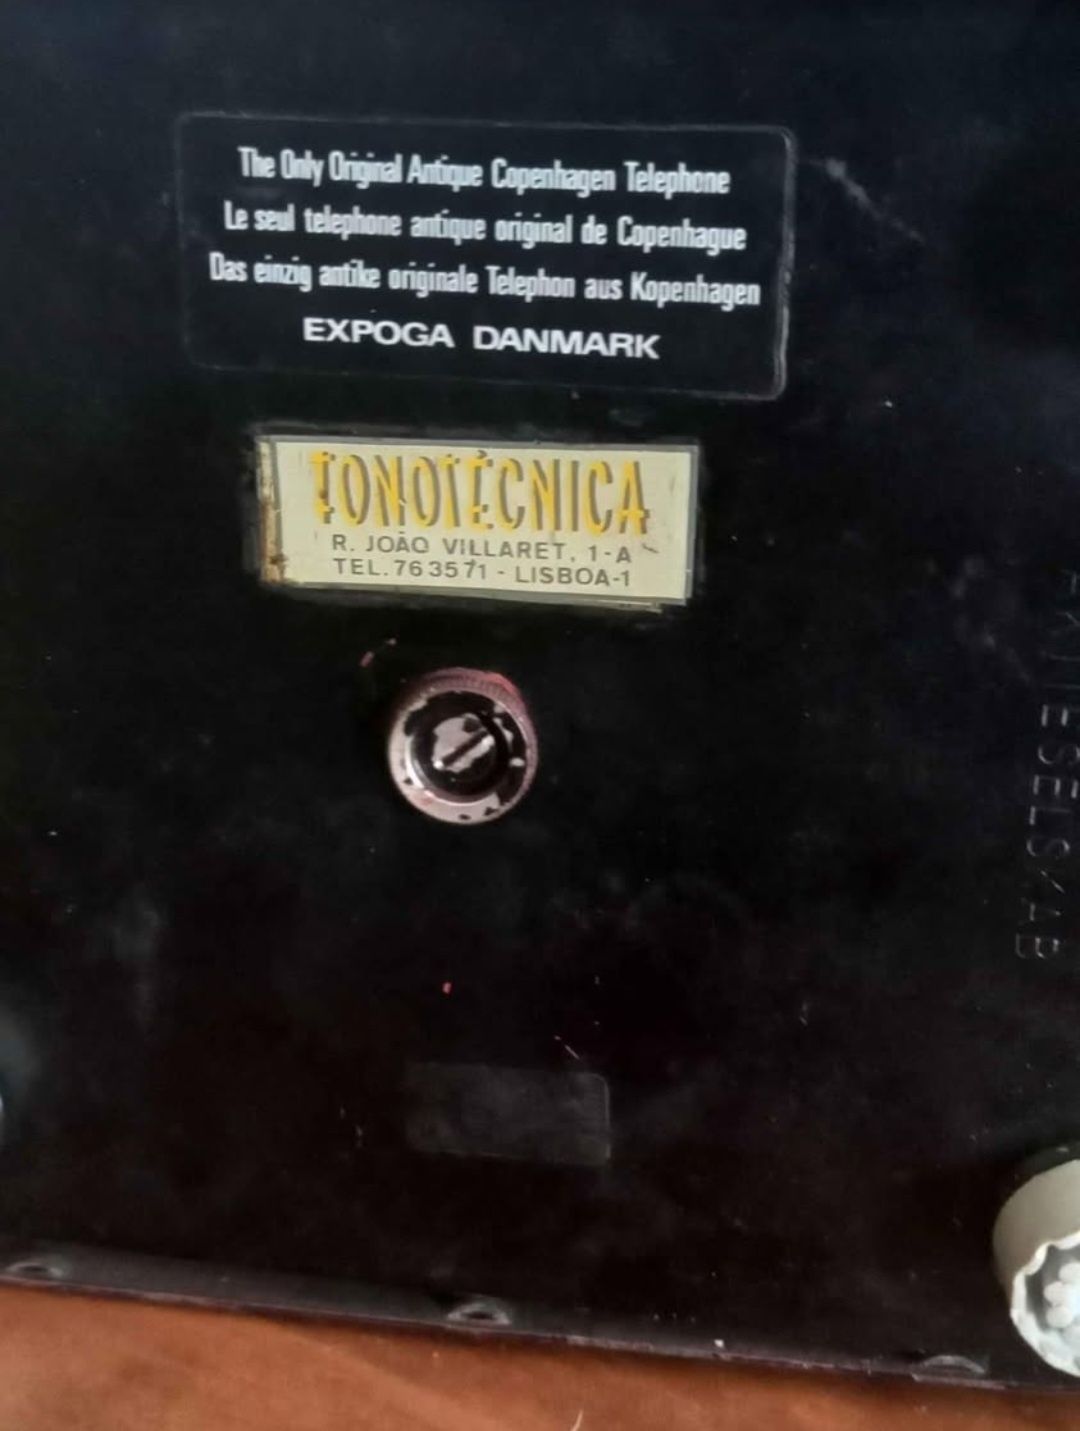 The Only Original Antique Copenhagen Telephone
Le seul telephone antique original de Copenhague
Das einzig antike originale Telephon aus Kopenhagen
EXPOGA DANMARK
TONOTÉCNICA
R. JOÃO VILLARET, 1-A
TEL. 763571 - LISBOA-1